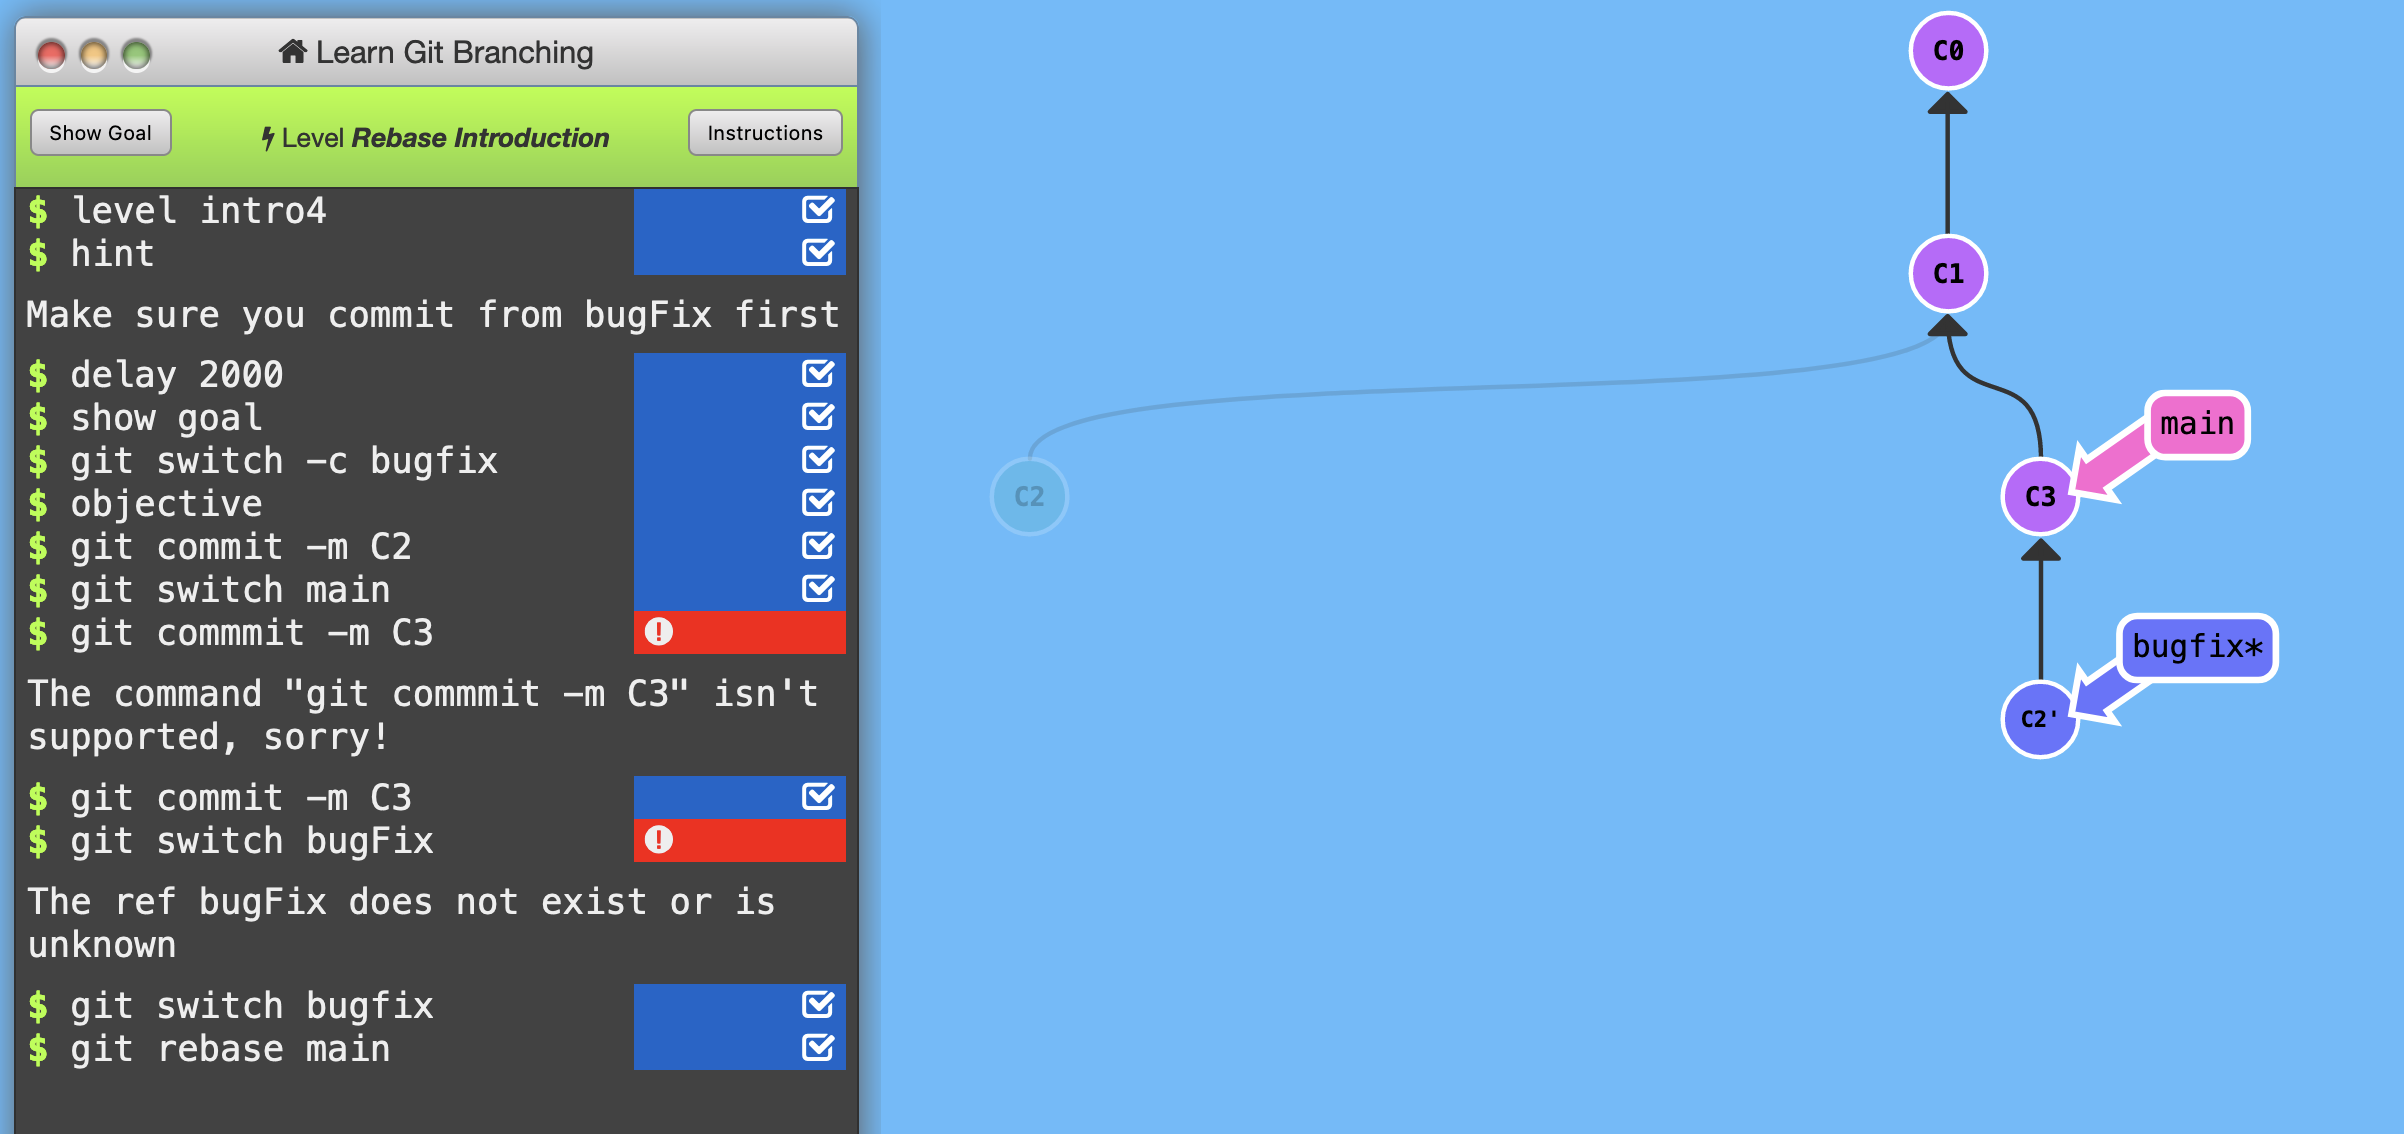 Learn Git Branching
Show Goal
Level Rebase Introduction
Instructions
$ level intro4
$ hint
Make sure you commit from bugFix first
$ delay 2000
$ show goal
$ git switch -c bugfix
$ objective
$ git commit -m C2
$ git switch main
$ git commmit -m C3
The command "git commmit -m C3" isn't
supported, sorry!
$ git commit -m C3
$ git switch bugFix
The ref bugFix does not exist or is
unknown
$ git switch bugfix
$ git rebase main
C0
C1
main
C2
C3
bugfix*
C2'